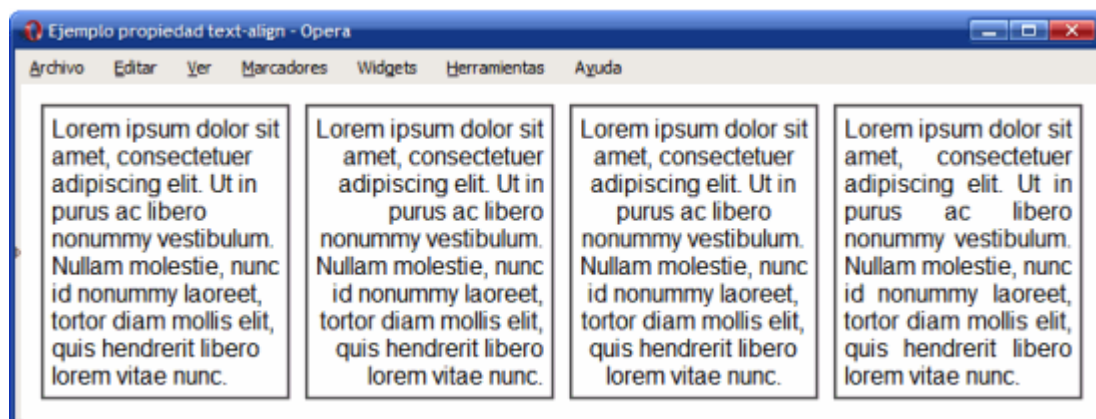 Ejemplo propiedad text-align - Opera
Archivo Editar Ver Marcadores Widgets Herramientas Ayuda
Lorem ipsum dolor sit
amet, consectetuer
adipiscing elit. Ut in
purus ac libero
nonummy vestibulum.
Nullam molestie, nunc
id nonummy laoreet,
tortor diam mollis elit,
quis hendrerit libero
lorem vitae nunc.
Lorem ipsum dolor sit
amet, consectetuer
adipiscing elit. Ut in
purus ac libero
nonummy vestibulum.
Nullam molestie, nunc
id nonummy laoreet,
tortor diam mollis elit,
quis hendrerit libero
lorem vitae nunc.
Lorem ipsum dolor sit
amet, consectetuer
adipiscing elit. Ut in
purus ac libero
nonummy vestibulum.
Nullam molestie, nunc
id nonummy laoreet,
tortor diam mollis elit,
quis hendrerit libero
lorem vitae nunc.
Lorem ipsum dolor sit
amet, consectetuer
adipiscing elit. Ut in
purus ac libero
nonummy vestibulum.
Nullam molestie, nunc
id nonummy laoreet,
tortor diam mollis elit,
quis hendrerit libero
lorem vitae nunc.